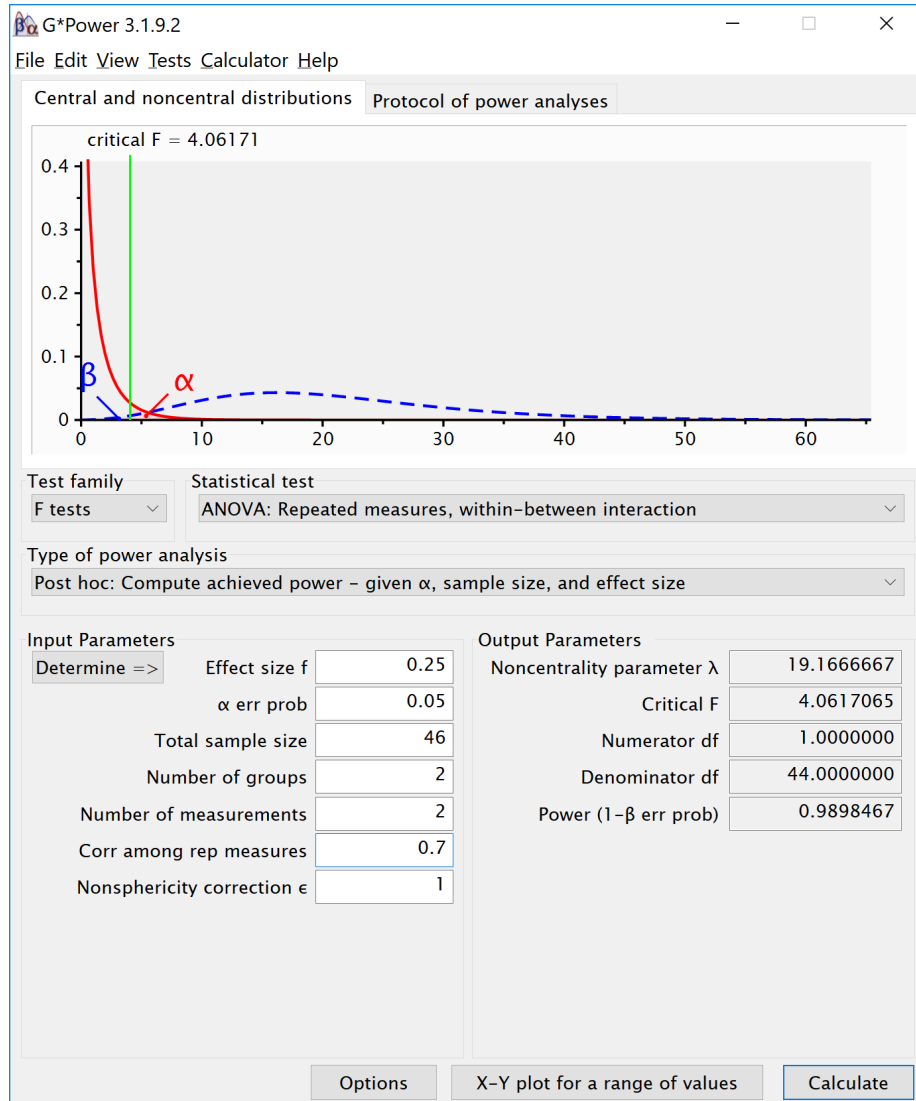 G*Power 3.1.9.2
File Edit View Tests Calculator Help
Central and noncentral distributions Protocol of power analyses
critical F = 4.06171
0.4
0.3
0.2
0.1
β α
0
0 10 20 30 40 50 60
Test family Statistical test
F tests ANOVA: Repeated measures, within-between interaction
Type of power analysis
Post hoc: Compute achieved power – given α, sample size, and effect size
Input Parameters Output Parameters
Determine => Effect size f 0.25 Noncentrality parameter λ 19.1666667
α err prob 0.05 Critical F 4.0617065
Total sample size 46 Numerator df 1.0000000
Number of groups 2 Denominator df 44.0000000
Number of measurements 2 Power (1-β err prob) 0.9898467
Corr among rep measures 0.7
Nonsphericity correction ϵ 1
Options X-Y plot for a range of values Calculate